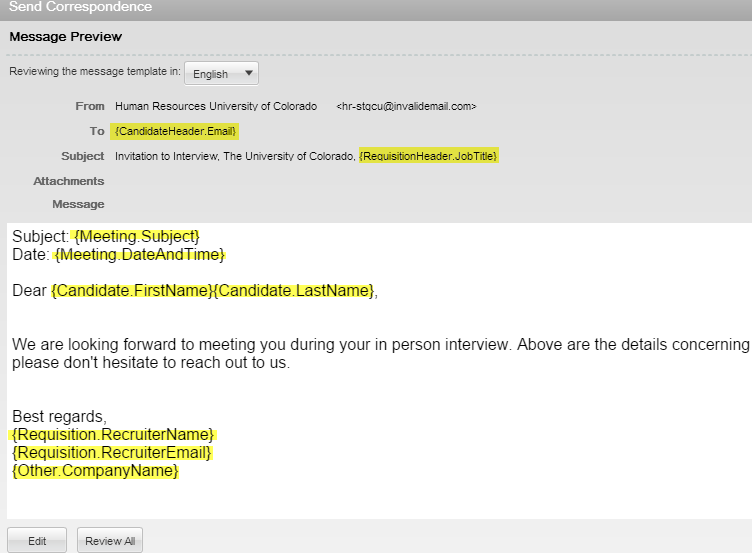 Send Correspondence
Message Preview
Reviewing the message template in: English
From Human Resources University of Colorado <hr-stgcu@invalidemail.com>
To {CandidateHeader.Email}
Subject Invitation to Interview, The University of Colorado, {RequisitionHeader.JobTitle}
Attachments
Message
Subject: {Meeting.Subject}
Date: {Meeting.DateAndTime}
Dear {Candidate.FirstName}{Candidate.LastName},
We are looking forward to meeting you during your in person interview. Above are the details concerning
please don't hesitate to reach out to us.
Best regards,
{Requisition.RecruiterName}
{Requisition.RecruiterEmail}
{Other.CompanyName}
Edit Review All